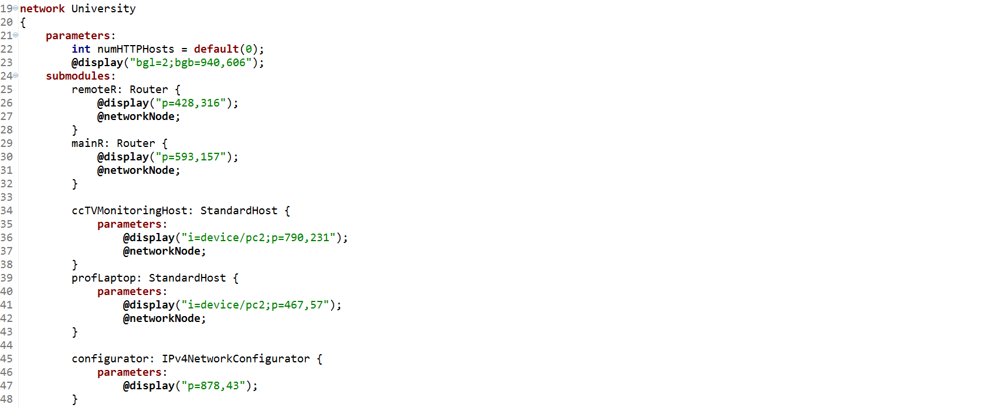 19 network University
20 {
21     parameters:
22         int numHTTPHosts = default(0);
23         @display("bgl=2;bgb=940,606");
24     submodules:
25         remoteR: Router {
26             @display("p=428,316");
27             @networkNode;
28         }
29         mainR: Router {
30             @display("p=593,157");
31             @networkNode;
32         }
33
34         ccTVMonitoringHost: StandardHost {
35             parameters:
36                 @display("i=device/pc2;p=790,231");
37                 @networkNode;
38         }
39         profLaptop: StandardHost {
40             parameters:
41                 @display("i=device/pc2;p=467,57");
42                 @networkNode;
43         }
44
45         configurator: IPv4NetworkConfigurator {
46             parameters:
47                 @display("p=878,43");
48         }